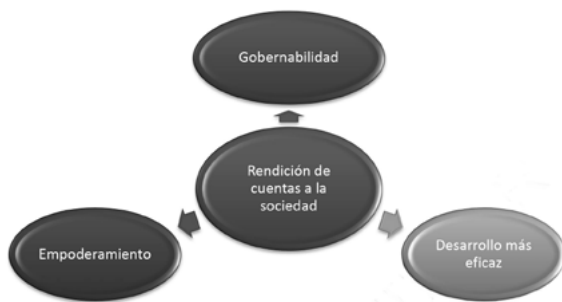 Gobernabilidad
Rendición de
cuentas a la
sociedad
Empoderamiento
Desarrollo más
eficaz